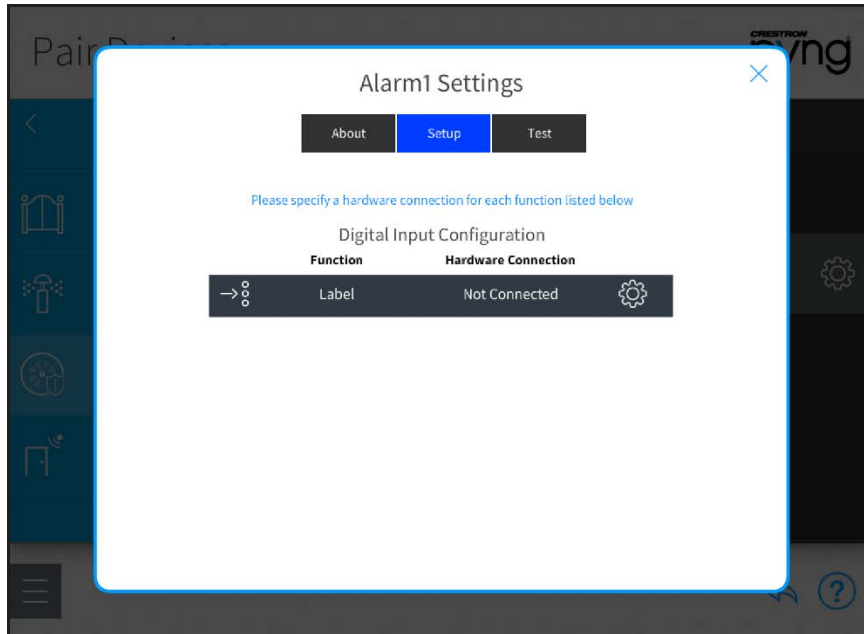 Pair
CRESTRON
Alarm1 Settings
About Setup Test
Please specify a hardware connection for each function listed below
Digital Input Configuration
Function Hardware Connection
Label Not Connected
?